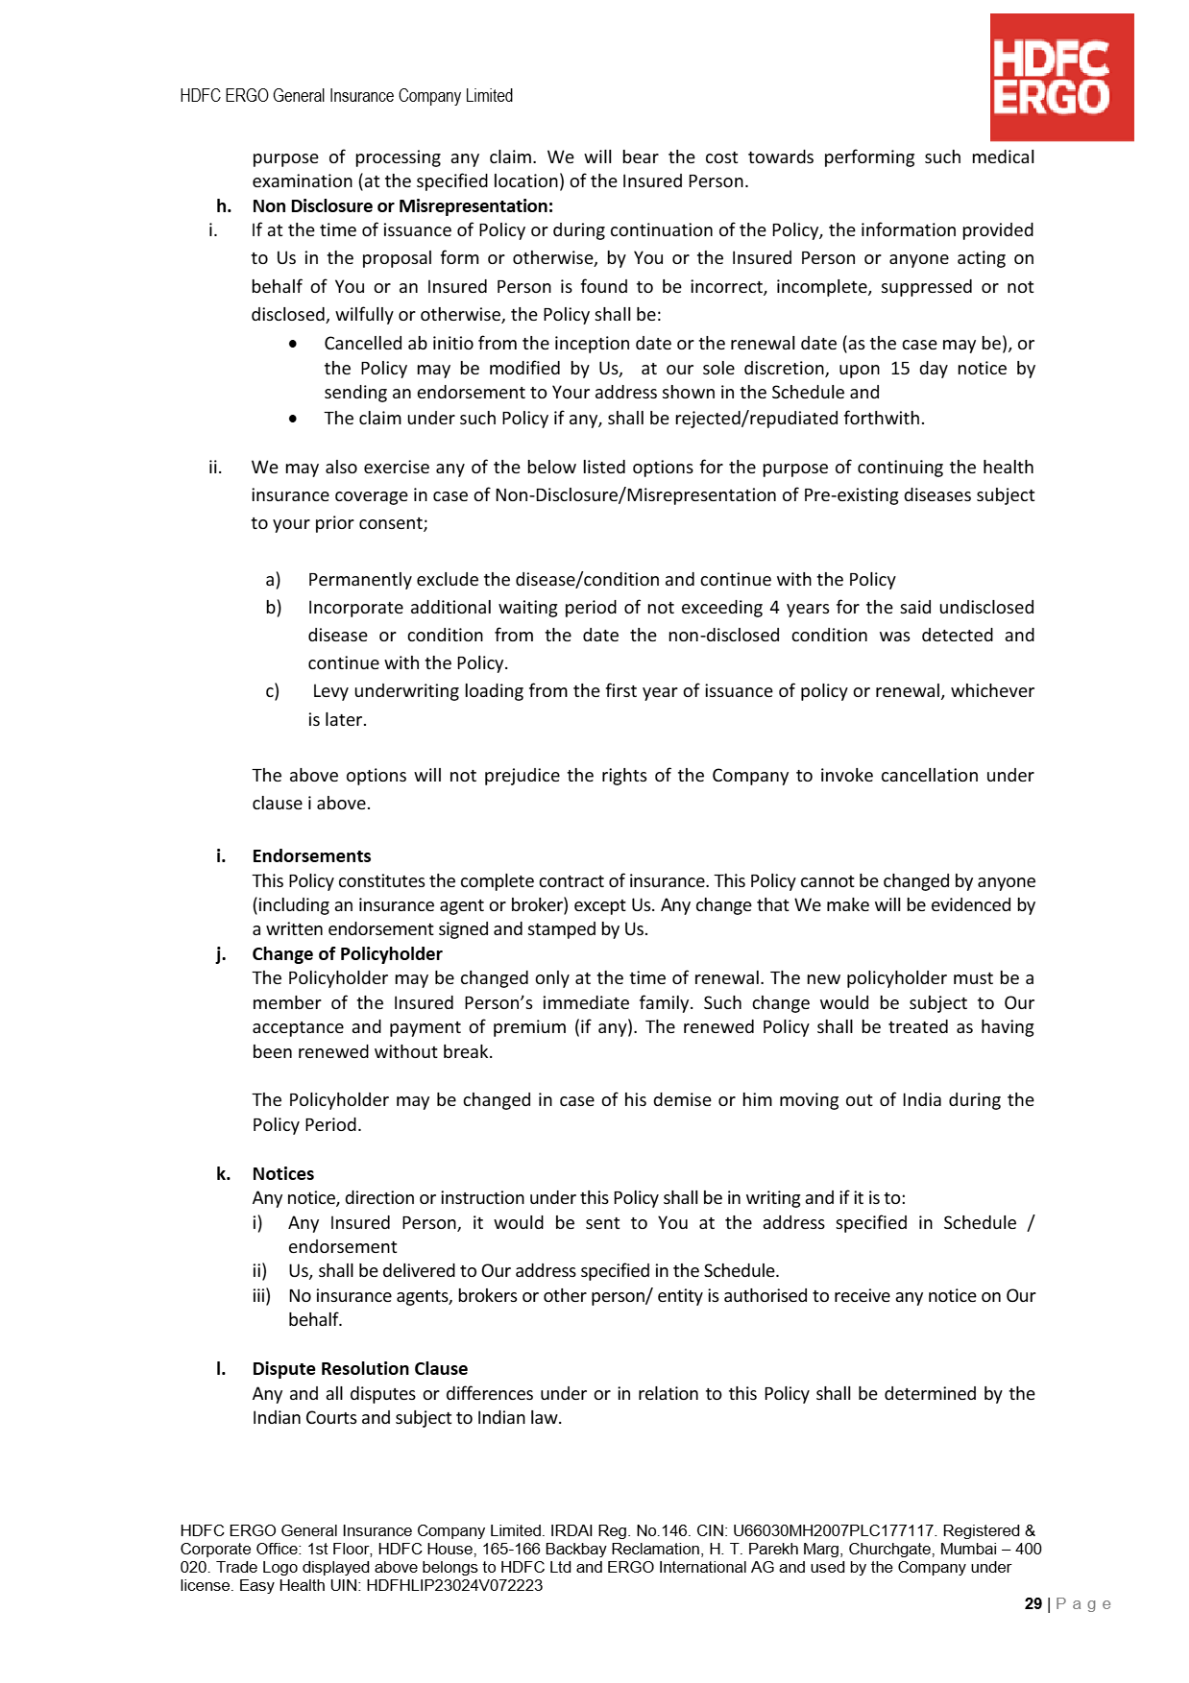 HDFC
ERGO
HDFC ERGO General Insurance Company Limited
purpose of processing any claim. We will bear the cost towards performing such medical
examination (at the specified location) of the Insured Person.
h. Non Disclosure or Misrepresentation:
i. If at the time of issuance of Policy or during continuation of the Policy, the information provided
to Us in the proposal form or otherwise, by You or the Insured Person or anyone acting on
behalf of You or an Insured Person is found to be incorrect, incomplete, suppressed or not
disclosed, wilfully or otherwise, the Policy shall be:
• Cancelled ab initio from the inception date or the renewal date (as the case may be), or
the Policy may be modified by Us, at our sole discretion, upon 15 day notice by
sending an endorsement to Your address shown in the Schedule and
• The claim under such Policy if any, shall be rejected/repudiated forthwith.
ii. We may also exercise any of the below listed options for the purpose of continuing the health
insurance coverage in case of Non-Disclosure/Misrepresentation of Pre-existing diseases subject
to your prior consent;
a) Permanently exclude the disease/condition and continue with the Policy
b) Incorporate additional waiting period of not exceeding 4 years for the said undisclosed
disease or condition from the date the non-disclosed condition was detected and
continue with the Policy.
c) Levy underwriting loading from the first year of issuance of policy or renewal, whichever
is later.
The above options will not prejudice the rights of the Company to invoke cancellation under
clause i above.
i. Endorsements
This Policy constitutes the complete contract of insurance. This Policy cannot be changed by anyone
(including an insurance agent or broker) except Us. Any change that We make will be evidenced by
a written endorsement signed and stamped by Us.
j. Change of Policyholder
The Policyholder may be changed only at the time of renewal. The new policyholder must be a
member of the Insured Person’s immediate family. Such change would be subject to Our
acceptance and payment of premium (if any). The renewed Policy shall be treated as having
been renewed without break.
The Policyholder may be changed in case of his demise or him moving out of India during the
Policy Period.
k. Notices
Any notice, direction or instruction under this Policy shall be in writing and if it is to:
i) Any Insured Person, it would be sent to You at the address specified in Schedule /
endorsement
ii) Us, shall be delivered to Our address specified in the Schedule.
iii) No insurance agents, brokers or other person/ entity is authorised to receive any notice on Our
behalf.
l. Dispute Resolution Clause
Any and all disputes or differences under or in relation to this Policy shall be determined by the
Indian Courts and subject to Indian law.
HDFC ERGO General Insurance Company Limited. IRDAI Reg. No.146. CIN: U66030MH2007PLC177117. Registered &
Corporate Office: 1st Floor, HDFC House, 165-166 Backbay Reclamation, H. T. Parekh Marg, Churchgate, Mumbai – 400
020. Trade Logo displayed above belongs to HDFC Ltd and ERGO International AG and used by the Company under
license. Easy Health UIN: HDFHLIP23024V072223
29 | Page